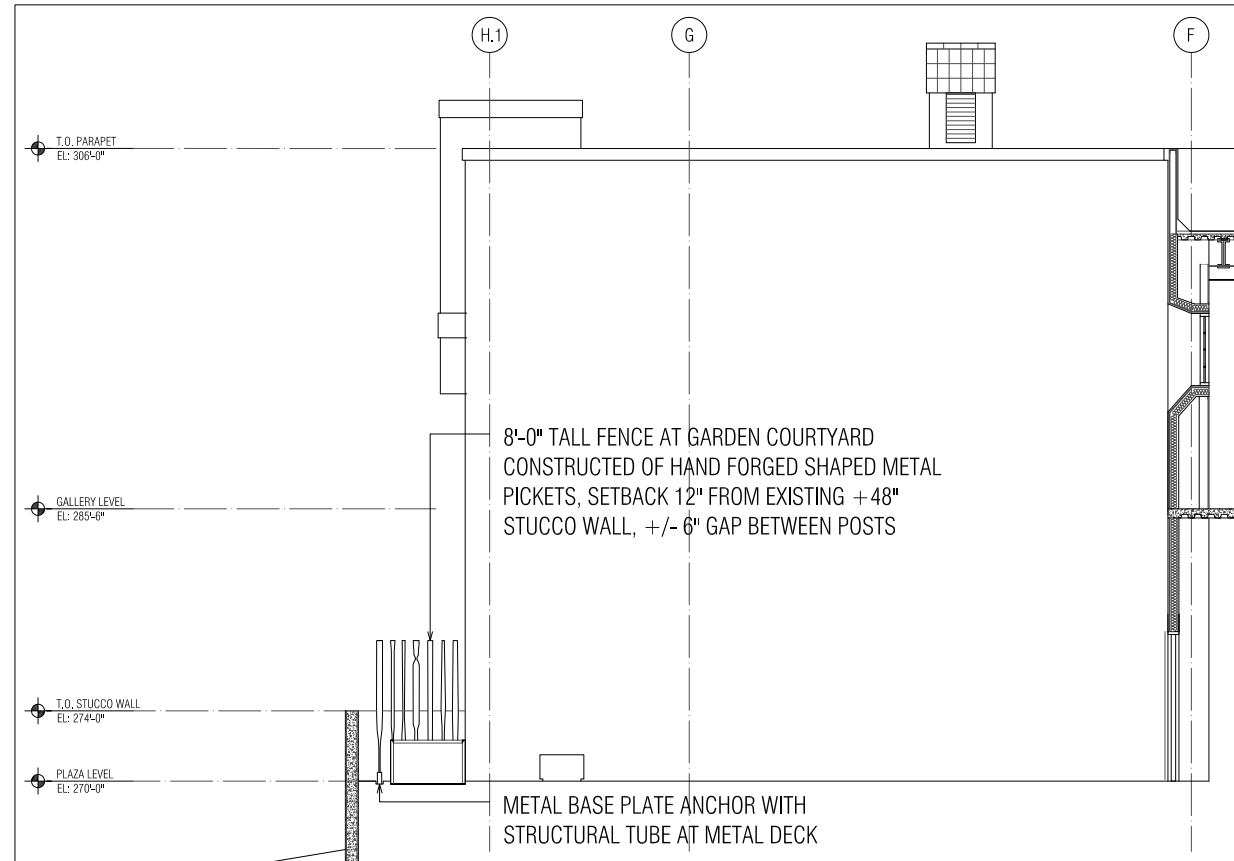 H.1
G
F
T.O. PARAPET
EL: 306'-0"
8'-0" TALL FENCE AT GARDEN COURTYARD
CONSTRUCTED OF HAND FORGED SHAPED METAL
PICKETS, SETBACK 12" FROM EXISTING +48"
STUCCO WALL, +/- 6" GAP BETWEEN POSTS
GALLERY LEVEL
EL: 285'-6"
T.O. STUCCO WALL
EL: 274'-0"
PLAZA LEVEL
EL: 270'-0"
METAL BASE PLATE ANCHOR WITH
STRUCTURAL TUBE AT METAL DECK